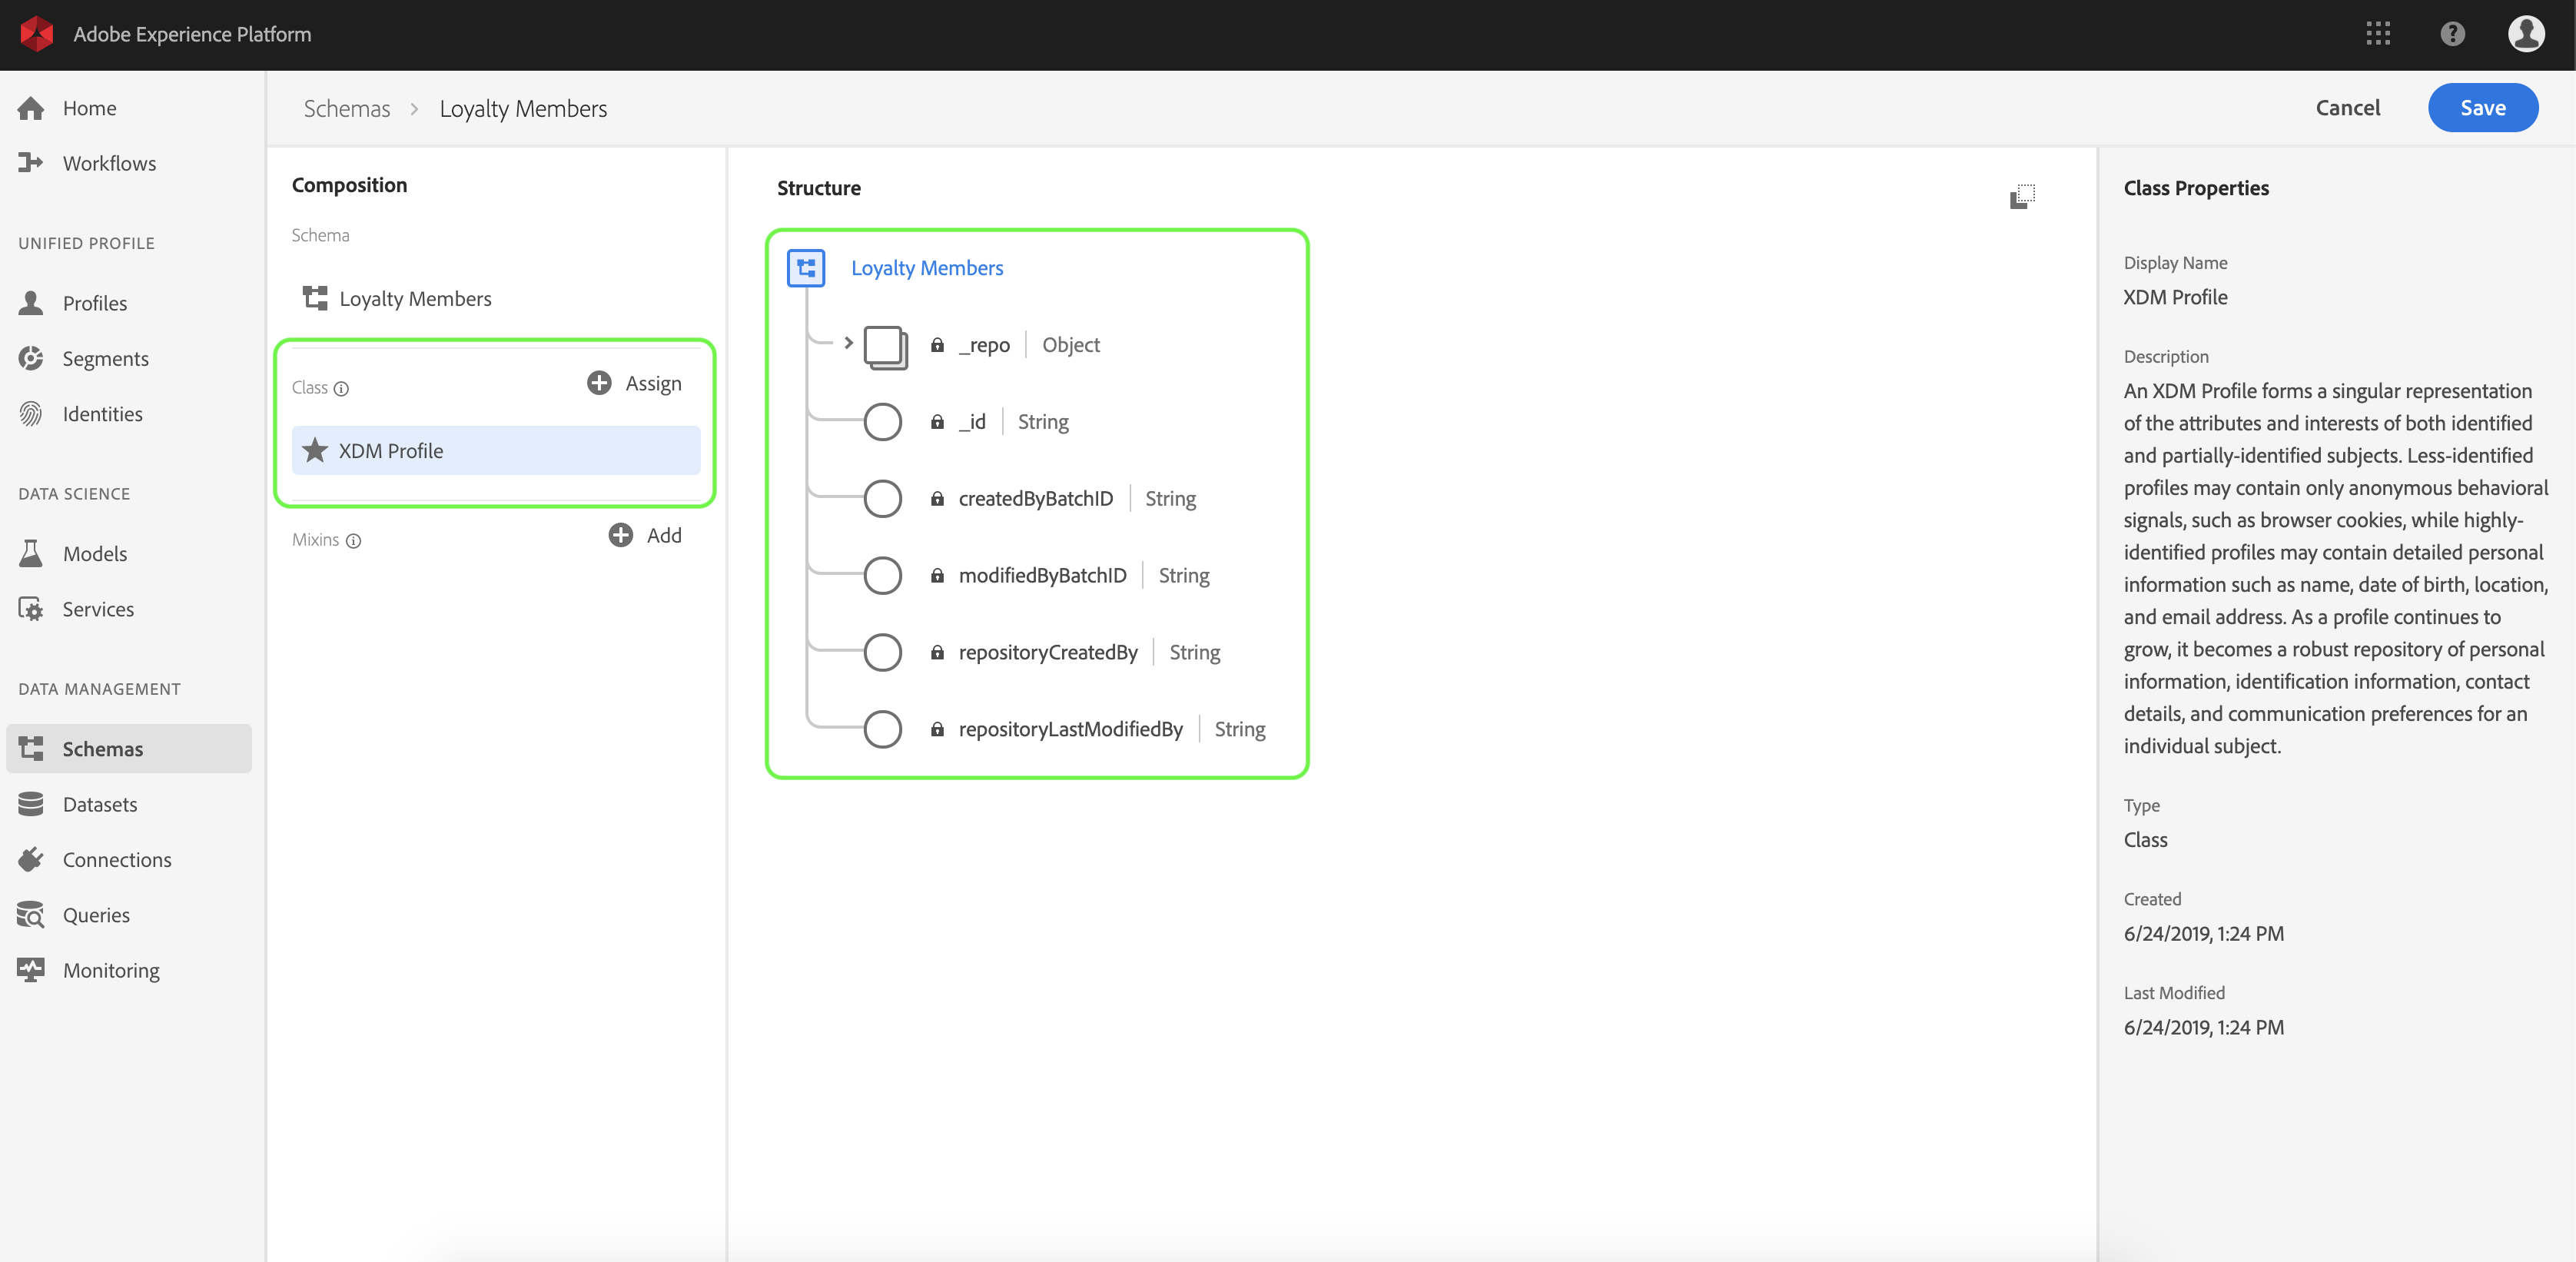 Adobe Experience Platform
?
Home
Workflows
UNIFIED PROFILE
Profiles
Segments
Identities
DATA SCIENCE
Models
Services
DATA MANAGEMENT
Schemas
Datasets
Connections
Queries
Monitoring
Schemas > Loyalty Members
Cancel
Save
Composition
Schema
Loyalty Members
Class
Assign
XDM Profile
Mixins
Add
Structure
Loyalty Members
_repo | Object
_id | String
createdByBatchID | String
modifiedByBatchID | String
repositoryCreatedBy | String
repositoryLastModifiedBy | String
Class Properties
Display Name
XDM Profile
Description
An XDM Profile forms a singular representation
of the attributes and interests of both identified
and partially-identified subjects. Less-identified
profiles may contain only anonymous behavioral
signals, such as browser cookies, while highly-
identified profiles may contain detailed personal
information such as name, date of birth, location,
and email address. As a profile continues to
grow, it becomes a robust repository of personal
information, identification information, contact
details, and communication preferences for an
individual subject.
Type
Class
Created
6/24/2019, 1:24 PM
Last Modified
6/24/2019, 1:24 PM